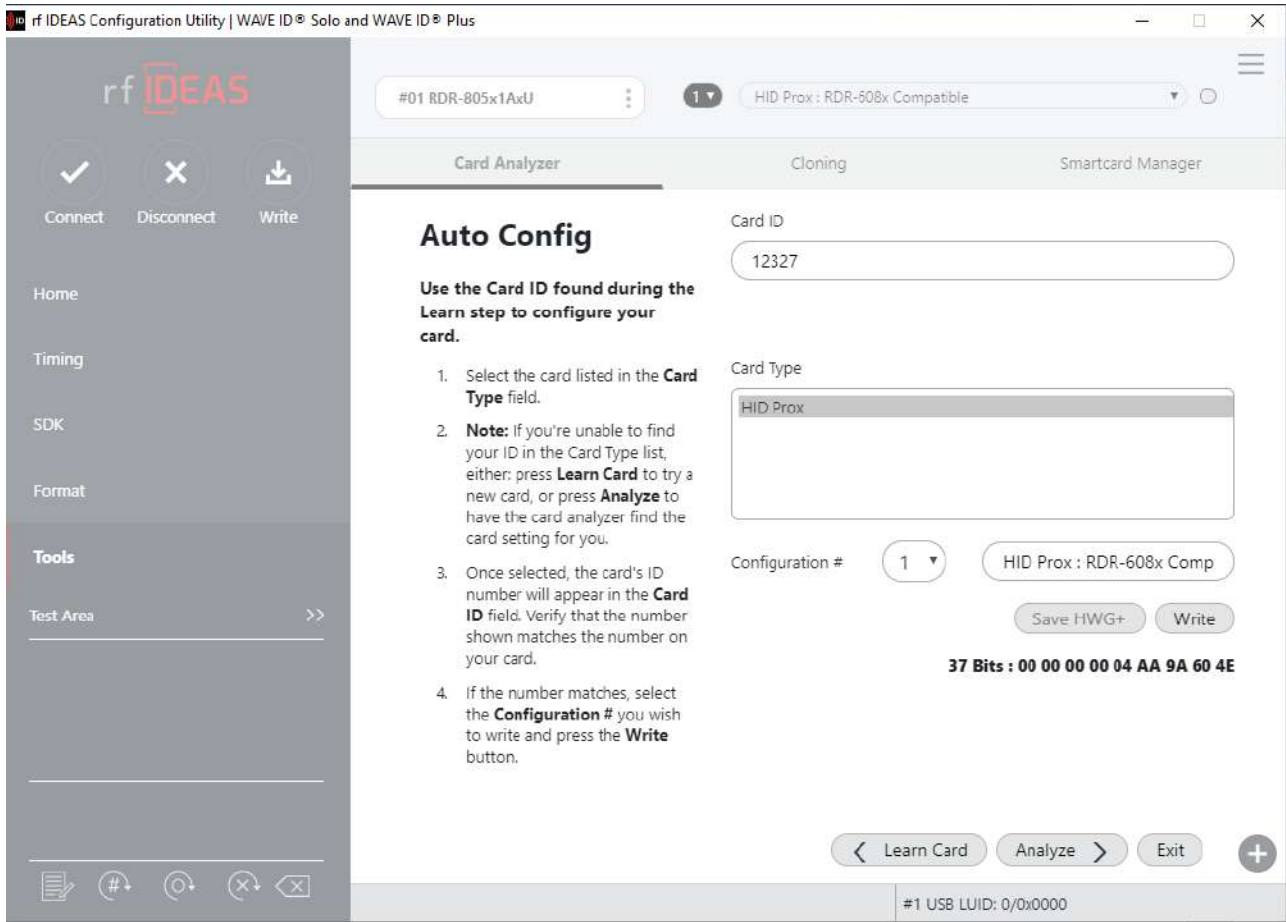 rf IDEAS Configuration Utility | WAVE ID® Solo and WAVE ID® Plus
rf IDEAS
Connect Disconnect Write
Home
Timing
SDK
Format
Tools
Test Area >>
#01 RDR-805x1AxU
1 HID Prox : RDR-608x Compatible
Card Analyzer Cloning Smartcard Manager
Auto Config
Use the Card ID found during the
Learn step to configure your
card.
1. Select the card listed in the Card
Type field.
2. Note: If you're unable to find
your ID in the Card Type list,
either: press Learn Card to try a
new card, or press Analyze to
have the card analyzer find the
card setting for you.
3. Once selected, the card's ID
number will appear in the Card
ID field. Verify that the number
shown matches the number on
your card.
4. If the number matches, select
the Configuration # you wish
to write and press the Write
button.
Card ID
12327
Card Type
HID Prox
Configuration # 1 HID Prox : RDR-608x Comp
Save HWG+ Write
37 Bits : 00 00 00 00 04 AA 9A 60 4E
Learn Card Analyze Exit
#1 USB LUID: 0/0x0000